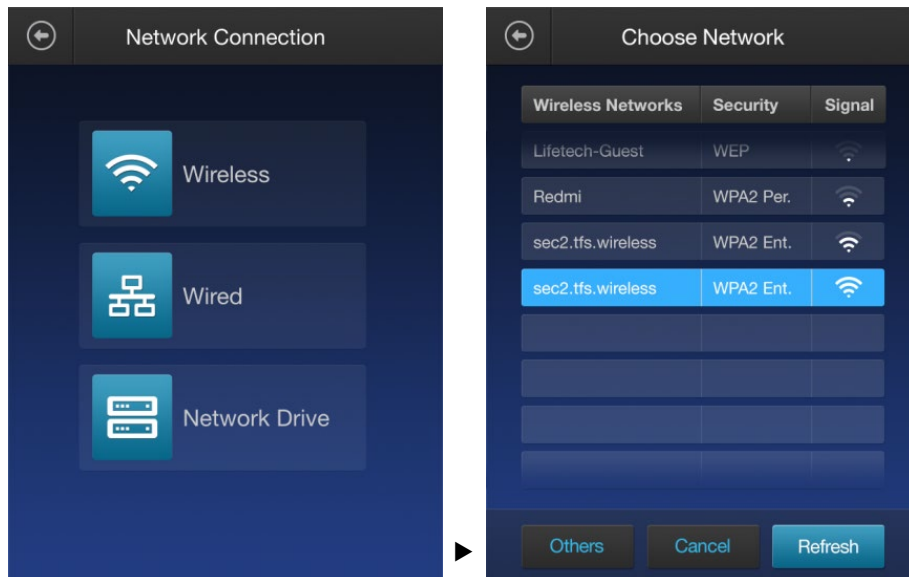 Network Connection
Wireless
Wired
Network Drive
Choose Network
Wireless Networks Security Signal
Lifetech-Guest WEP
Redmi WPA2 Per.
sec2.tfs.wireless WPA2 Ent.
sec2.tfs.wireless WPA2 Ent.
Others Cancel Refresh